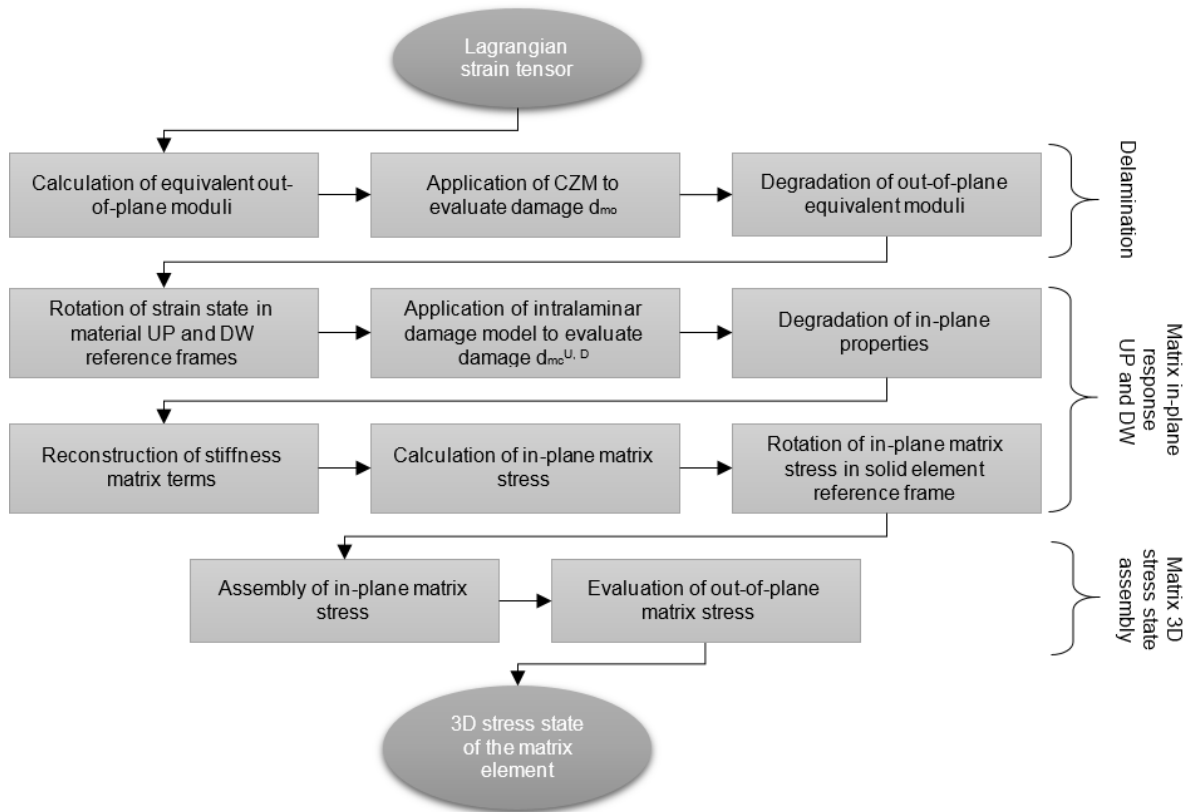 Lagrangian
strain tensor
Calculation of equivalent out-
of-plane moduli
Application of CZM to
evaluate damage dmo
Degradation of out-of-plane
equivalent moduli
Delamination
Rotation of strain state in
material UP and DW
reference frames
Application of intralaminar
damage model to evaluate
damage dmc U, D
Degradation of in-plane
properties
Reconstruction of stiffness
matrix terms
Calculation of in-plane matrix
stress
Rotation of in-plane matrix
stress in solid element
reference frame
Matrix in-plane
response
UP and DW
Assembly of in-plane matrix
stress
Evaluation of out-of-plane
matrix stress
Matrix 3D
stress state
assembly
3D stress state
of the matrix
element